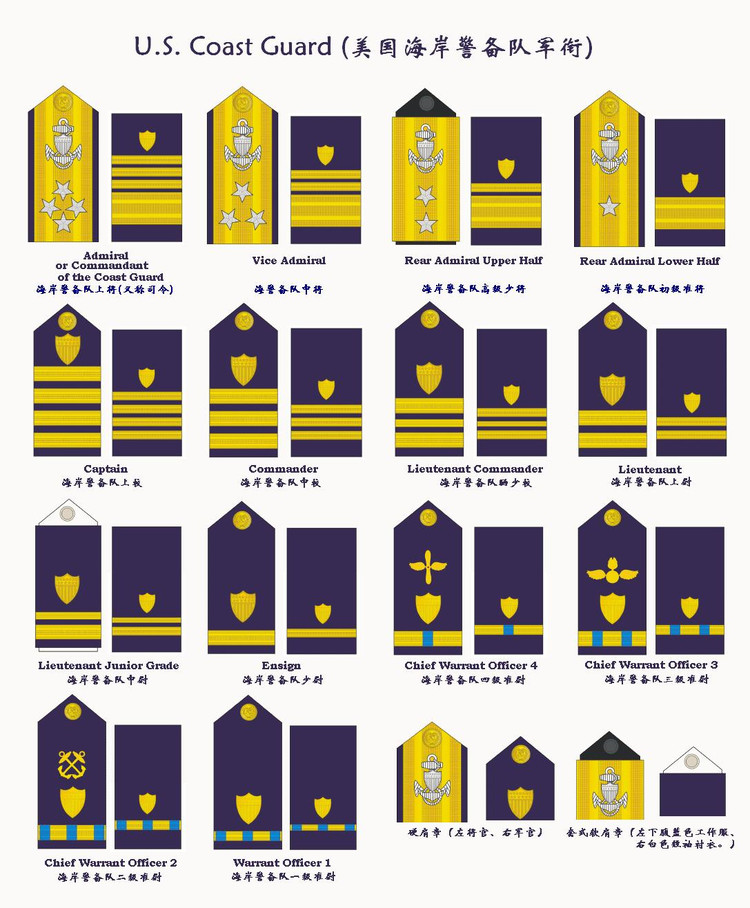 U.S. Coast Guard (美国海岸警备队军衔)
Admiral
or Commandant
of the Coast Guard
海岸警备队上将(又称司令)
Vice Admiral
海警备队中将
Rear Admiral Upper Half
海岸警备队高级少将
Rear Admiral Lower Half
海岸警备队初级准将
Captain
海岸警备队上校
Commander
海岸警备队中校
Lieutenant Commander
海岸警备队少校
Lieutenant
海岸警备队上尉
Lieutenant Junior Grade
海岸警备队中尉
Ensign
海岸警备队少尉
Chief Warrant Officer 4
海岸警备队四级准尉
Chief Warrant Officer 3
海岸警备队三级准尉
Chief Warrant Officer 2
海岸警备队二级准尉
Warrant Officer 1
海岸警备队一级准尉
硬肩章 (左将官、右军官)
套式软肩章 (左下腹蓝色工作服、
右白色短袖衬衣。)